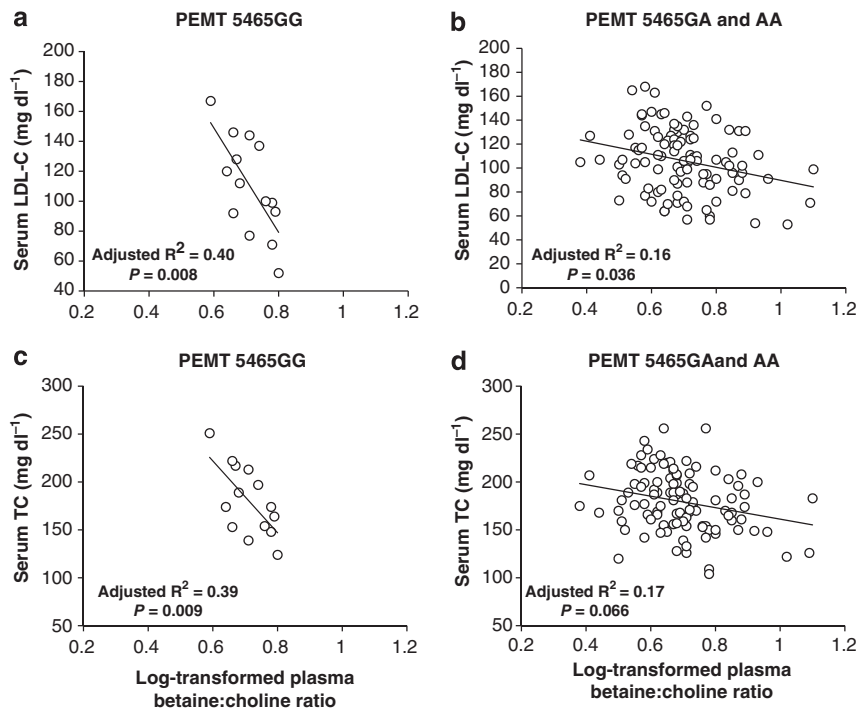 a
PEMT 5465GG
Serum LDL-C (mg dl−1)
200
180
160
140
120
100
80
60
40
Adjusted R2 = 0.40
P = 0.008
0.2 0.4 0.6 0.8 1 1.2
b
PEMT 5465GA and AA
Serum LDL-C (mg dl−1)
200
180
160
140
120
100
80
60
40
20
0
Adjusted R2 = 0.16
P = 0.036
0.2 0.4 0.6 0.8 1 1.2
c
PEMT 5465GG
Serum TC (mg dl−1)
300
250
200
150
100
50
Adjusted R2 = 0.39
P = 0.009
0.2 0.4 0.6 0.8 1 1.2
Log-transformed plasma
betaine:choline ratio
d
PEMT 5465GAand AA
Serum TC (mg dl−1)
300
250
200
150
100
50
Adjusted R2 = 0.17
P = 0.066
0.2 0.4 0.6 0.8 1 1.2
Log-transformed plasma
betaine:choline ratio